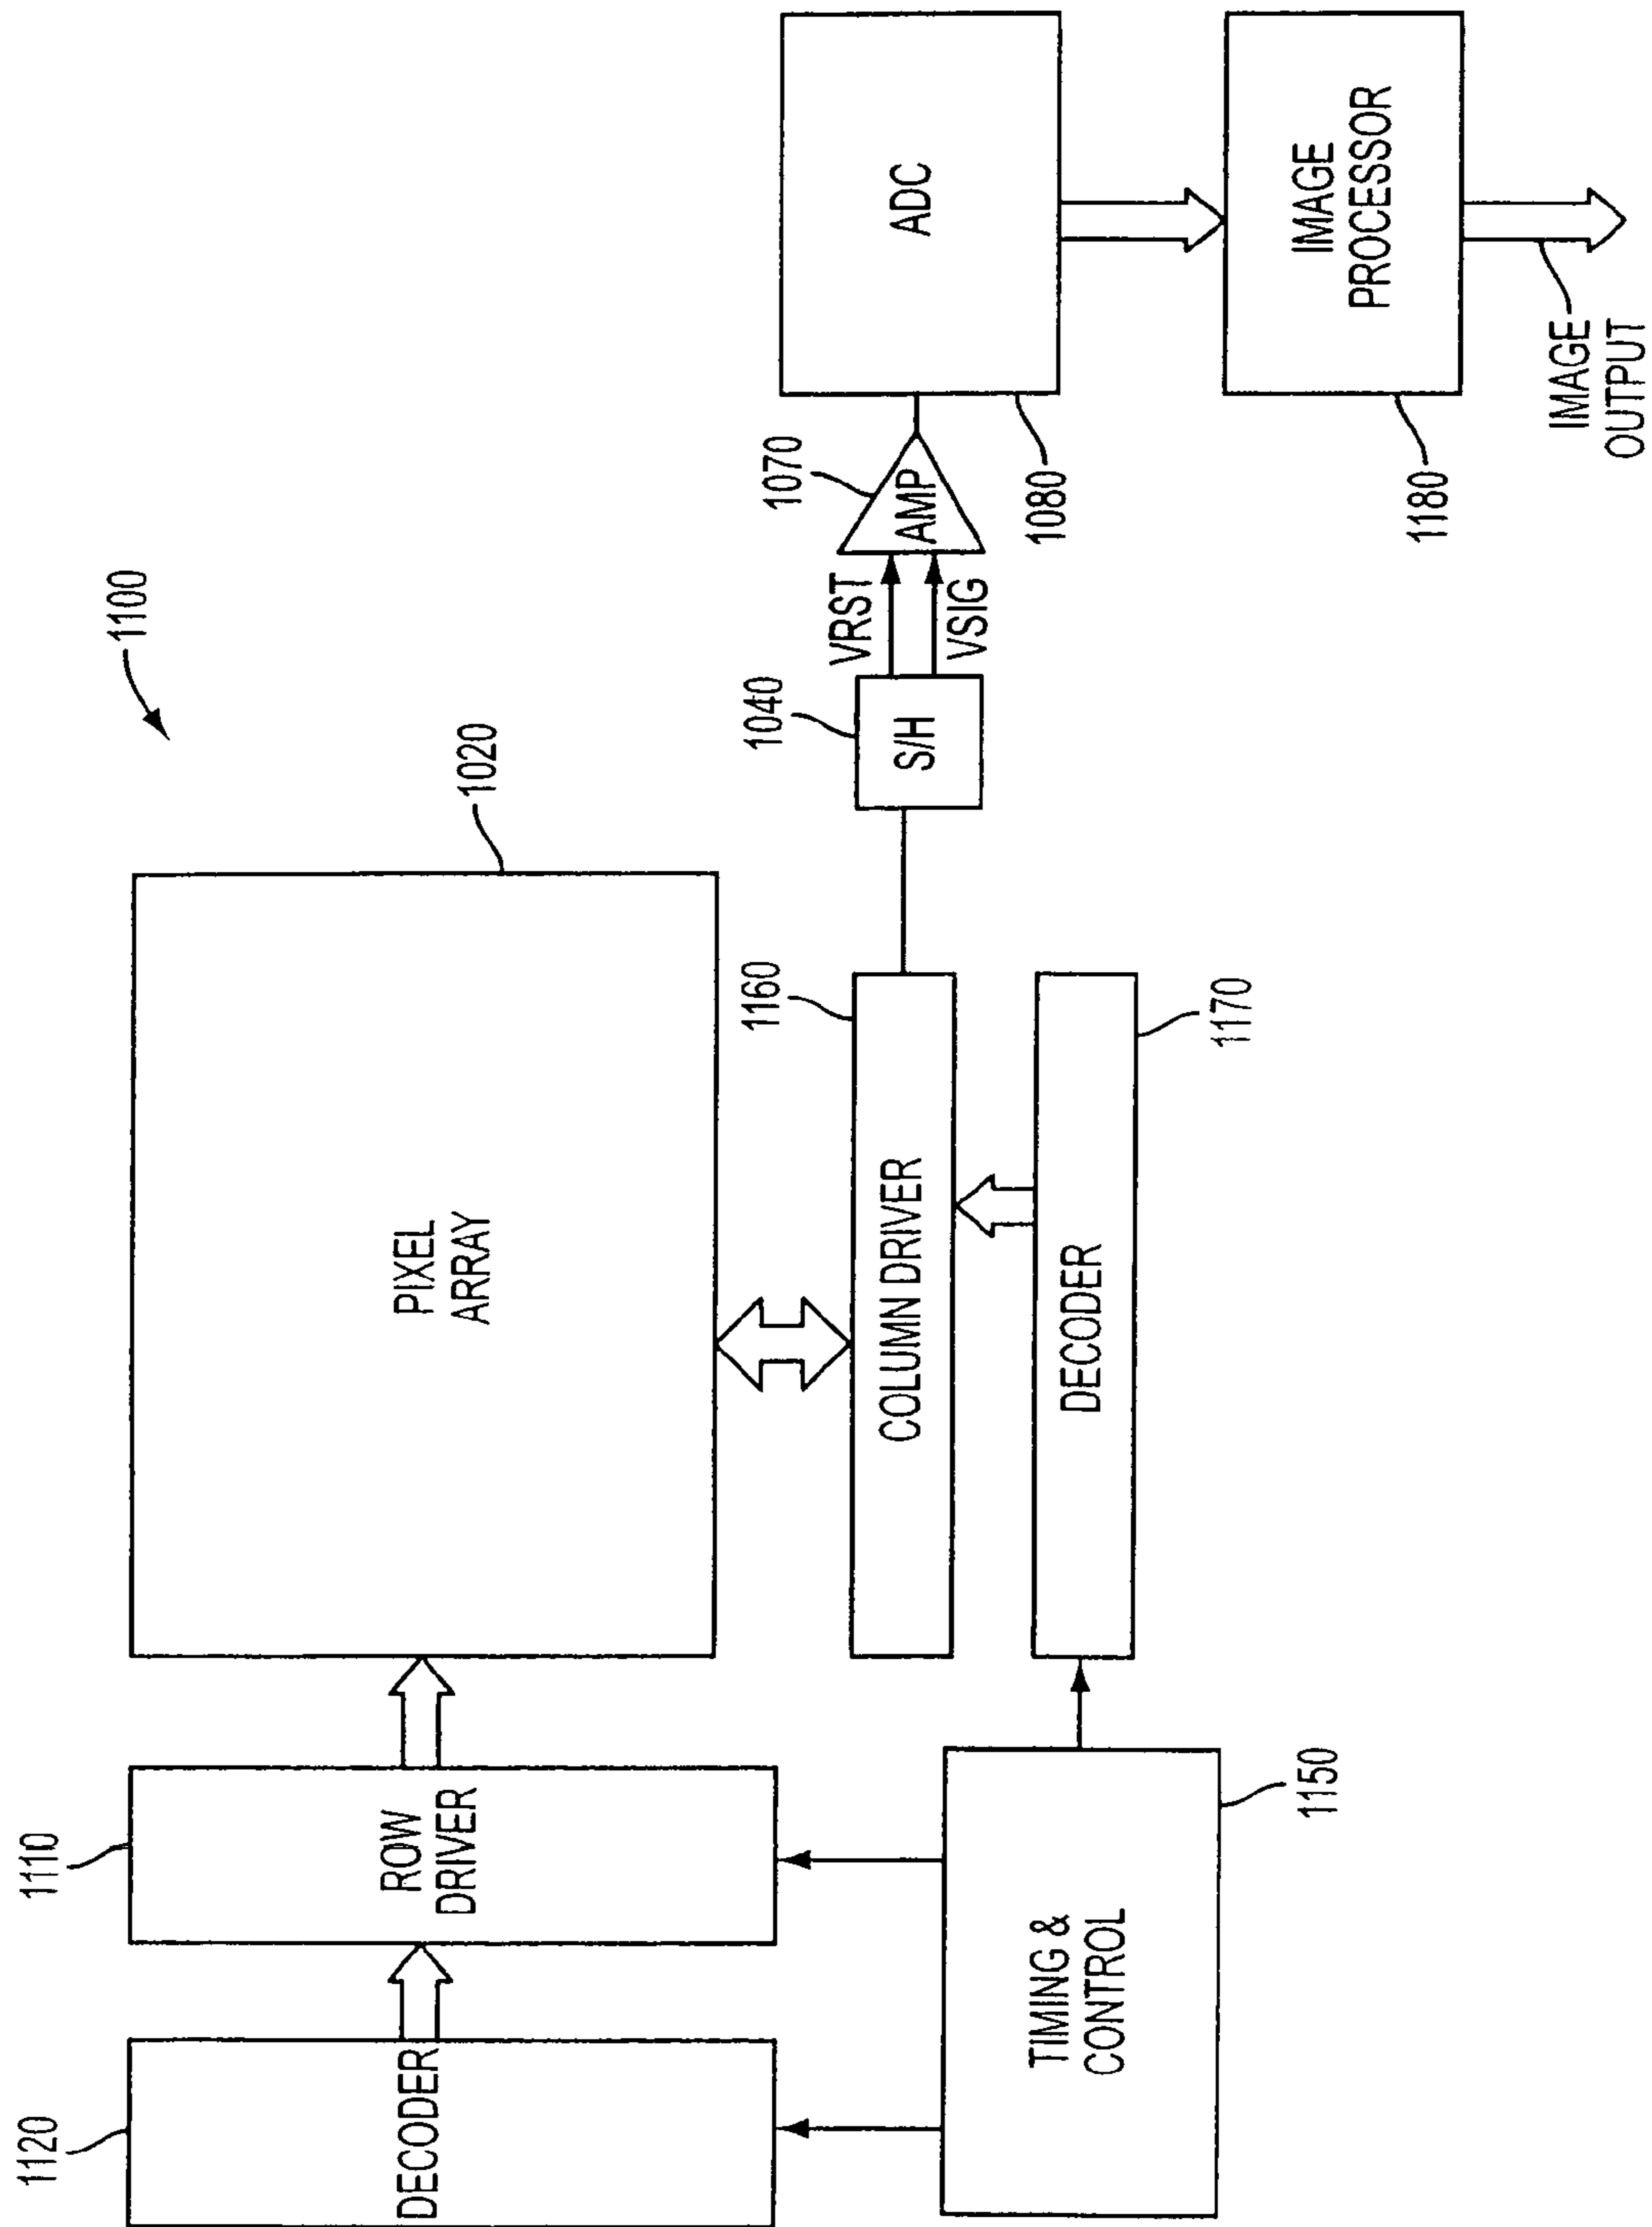 1100
1120
1110
1020
DECODER
ROW
DRIVER
PIXEL
ARRAY
1160
1040
1070
COLUMN DRIVER
S/H
VRST
VSIG
AMP
ADC
TIMING &
CONTROL
DECODER
1150
1170
1080
IMAGE
PROCESSOR
1180
IMAGE
OUTPUT